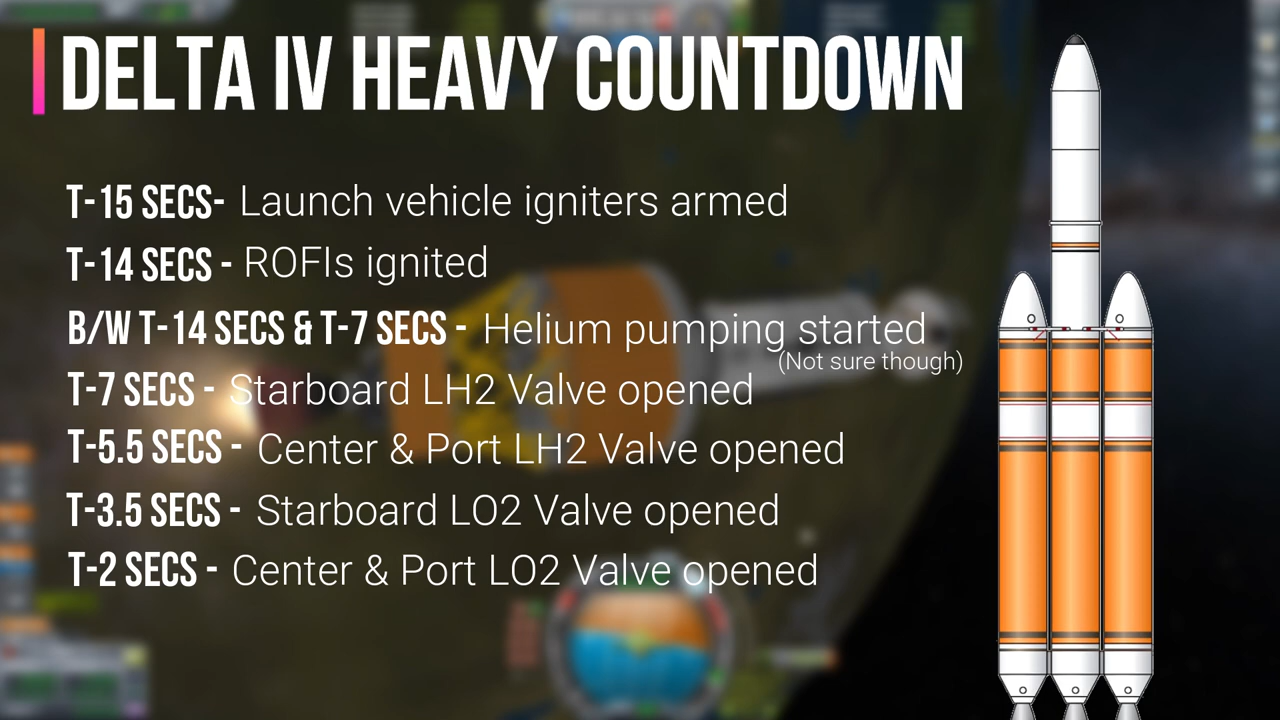 DELTA IV HEAVY COUNTDOWN
T-15 SECS- Launch vehicle igniters armed
T-14 SECS - ROFIs ignited
B/W T-14 SECS & T-7 SECS - Helium pumping started
(Not sure though)
T-7 SECS - Starboard LH2 Valve opened
T-5.5 SECS - Center & Port LH2 Valve opened
T-3.5 SECS - Starboard LO2 Valve opened
T-2 SECS - Center & Port LO2 Valve opened